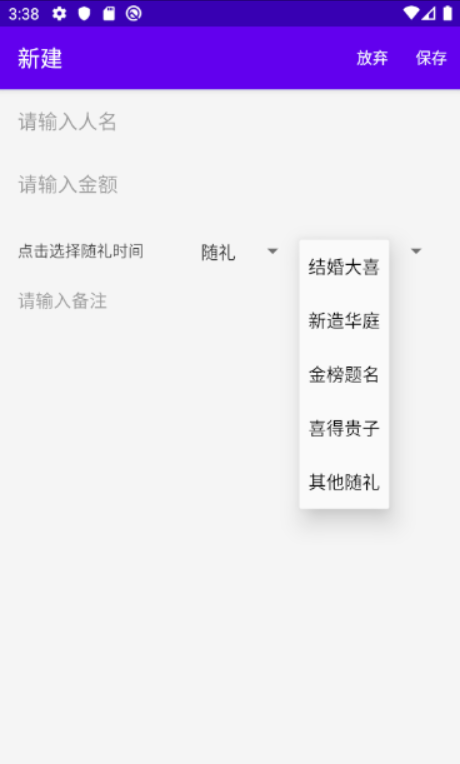 3:38
新建 放弃 保存
请输入人名
请输入金额
点击选择随礼时间 随礼
结婚大喜
新造华庭
金榜题名
喜得贵子
其他随礼
请输入备注